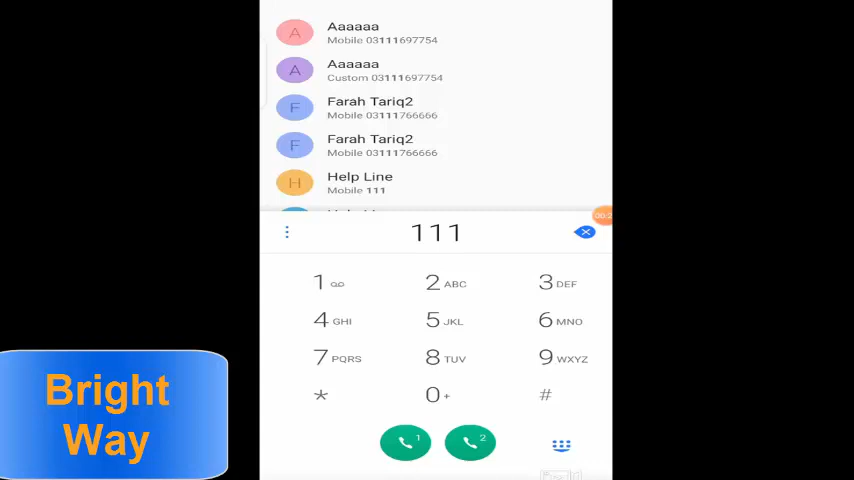 A Aaaaaa
Mobile 03111697754
A Aaaaaa
Custom 03111697754
F Farah Tariq2
Mobile 03111766666
F Farah Tariq2
Mobile 03111766666
H Help Line
Mobile 111
111
1
2 ABC
3 DEF
4 GHI
5 JKL
6 MNO
7 PQRS
8 TUV
9 WXYZ
*
0 +
#
1
2
Bright
Way